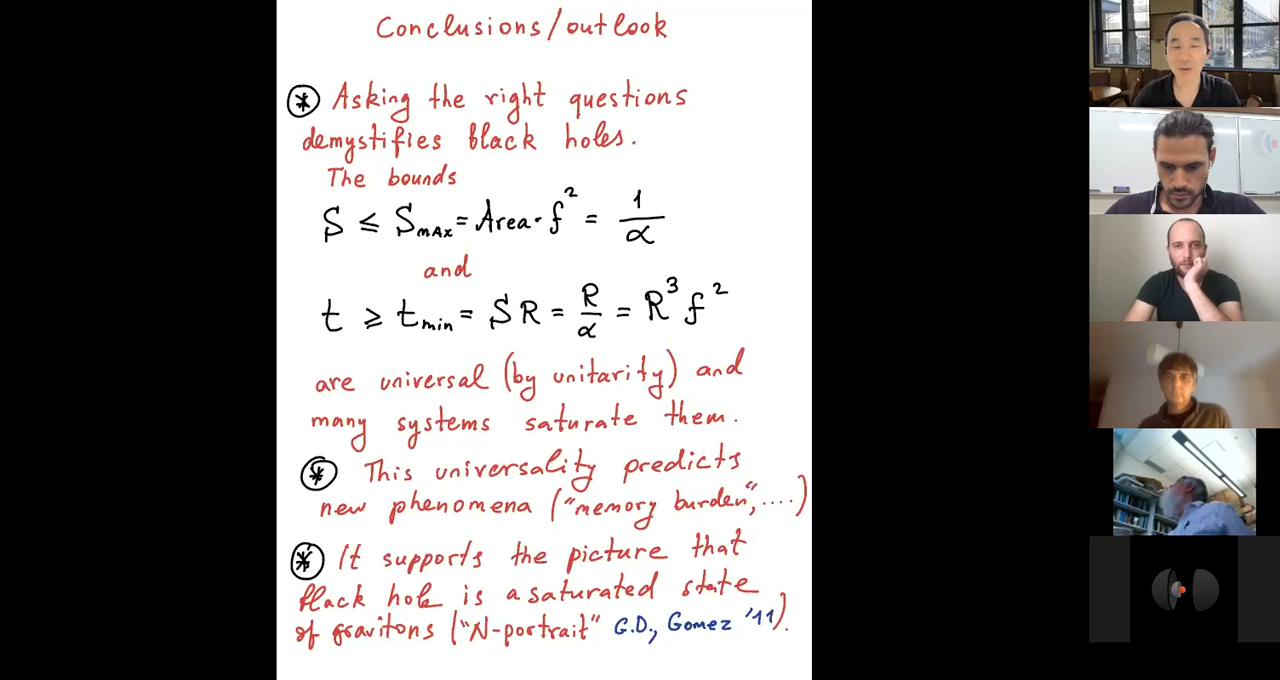 Conclusions/outlook
* Asking the right questions
demystifies black holes.
The bounds
S ≤ S_max = Area · f² = 1/α
and
t ≥ t_min = SR = R/α = R³ f²
are universal (by unitarity) and
many systems saturate them.
* This universality predicts
new phenomena ("memory burden", ....)
* It supports the picture that
black hole is a saturated state
of gravitons ("N-portrait" G.D., Gomez '11).